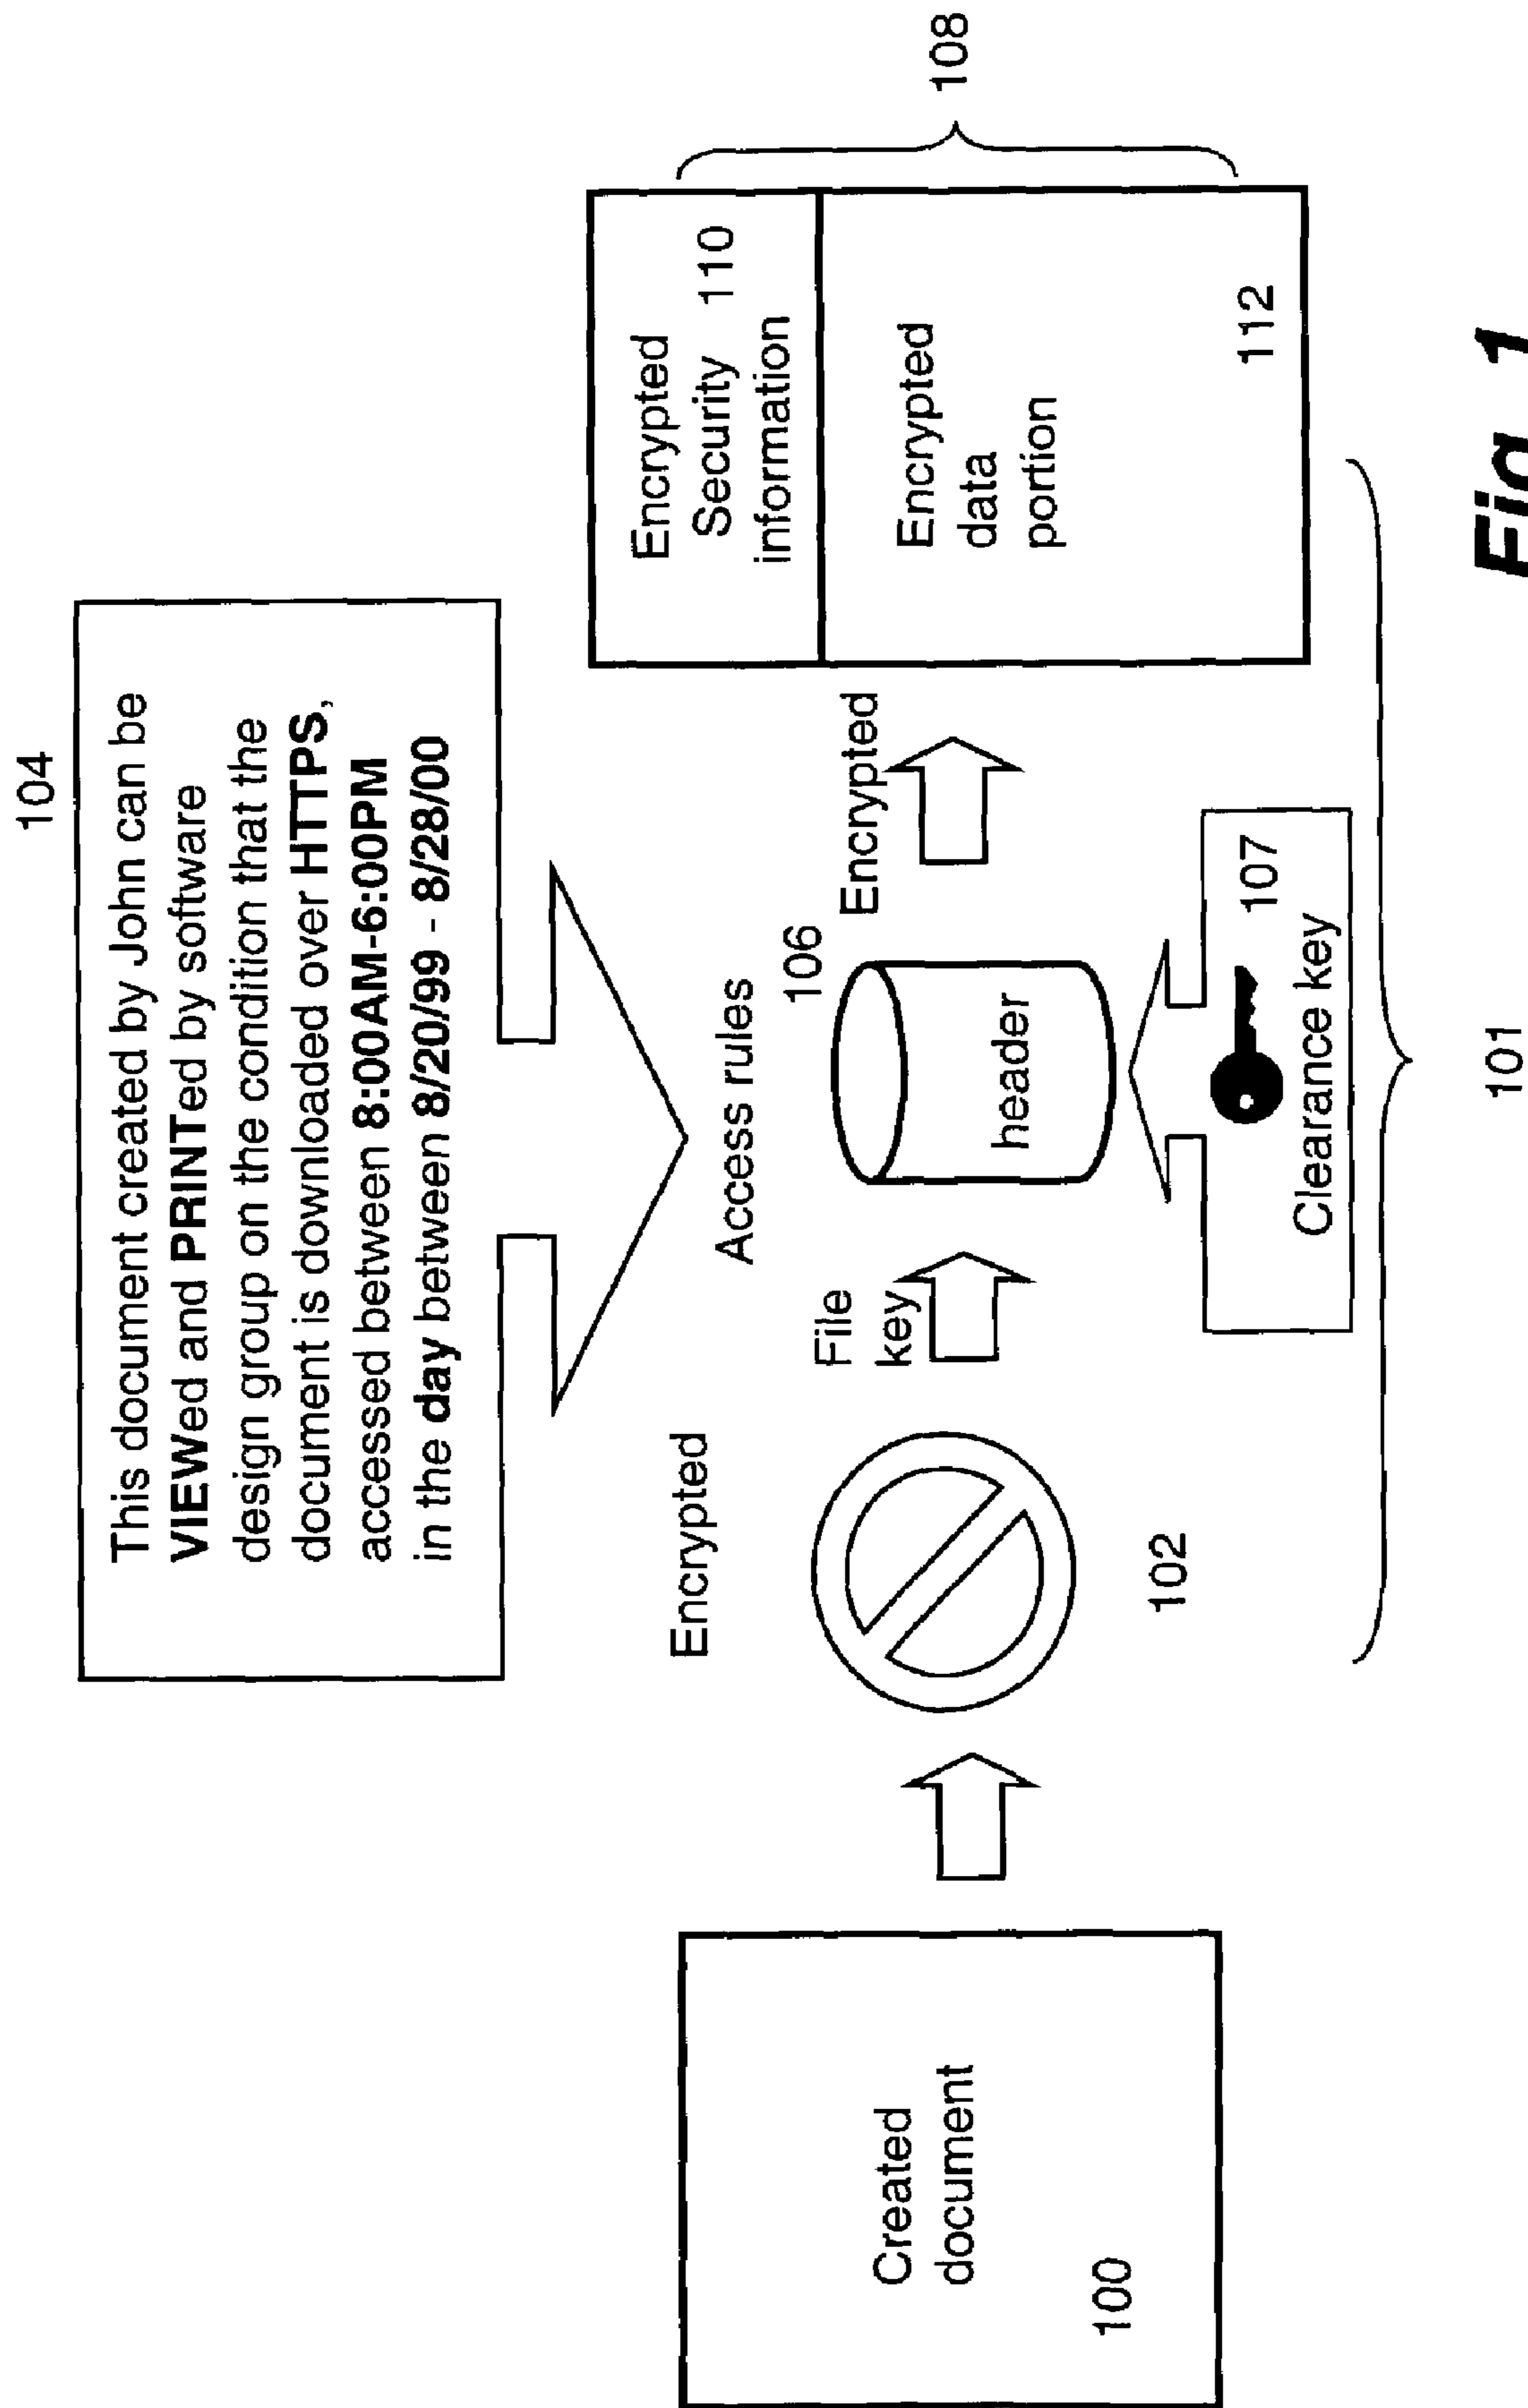 104
This document created by John can be
VIEWed and PRINTed by software
design group on the condition that the
document is downloaded over HTTPS,
accessed between 8:00AM-6:00PM
in the day between 8/20/99 - 8/28/00
Access rules
Encrypted
File
key
106
header
Encrypted
Created
document
100
102
107
Clearance key
Encrypted
Security 110
information
Encrypted
data
portion
112
108
101
Fig. 1